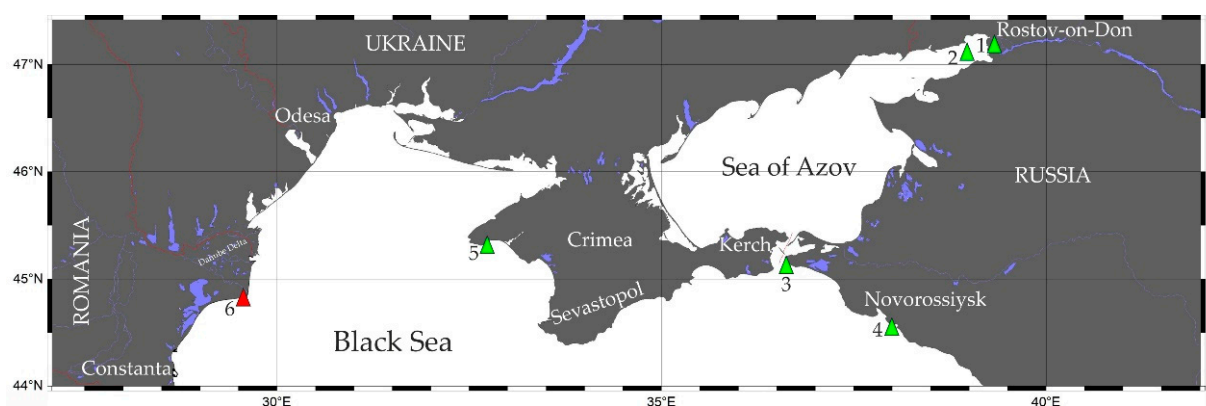 UKRAINE
1
Rostov-on-Don
47°N
2
Odesa
46°N
Sea of Azov
RUSSIA
ROMANIA
Danube Delta
5
Crimea
Kerch
45°N
3
6
Sevastopol
Novorossiysk
4
Black Sea
Constanta
44°N
30°E
35°E
40°E